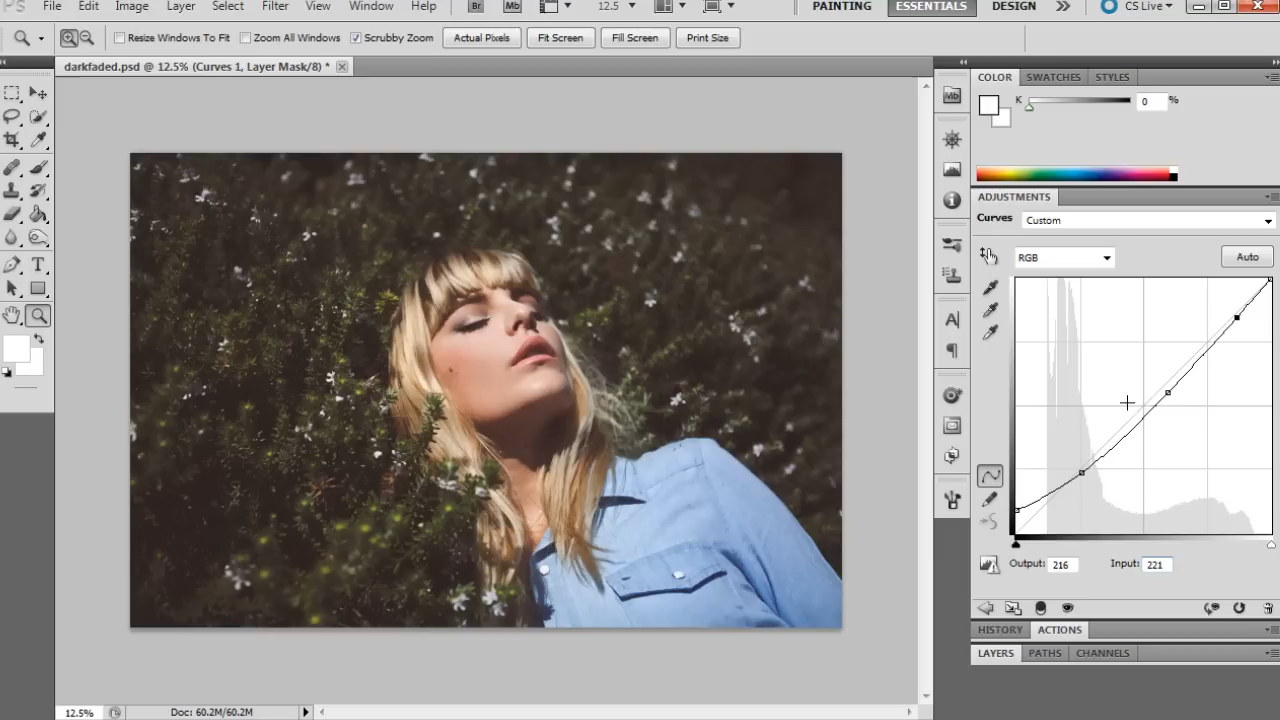 PS File Edit Image Layer Select Filter View Window Help Br Mb 12.5 PAINTING ESSENTIALS DESIGN CS Live
Resize Windows To Fit Zoom All Windows Scrubby Zoom Actual Pixels Fit Screen Fill Screen Print Size
darkfaded.psd @ 12.5% (Curves 1, Layer Mask/8) *
COLOR SWATCHES STYLES
Mb
K 0 %
ADJUSTMENTS
Curves Custom
RGB Auto
Output: 216 Input: 221
HISTORY ACTIONS
LAYERS PATHS CHANNELS
12.5% Doc: 60.2M/60.2M